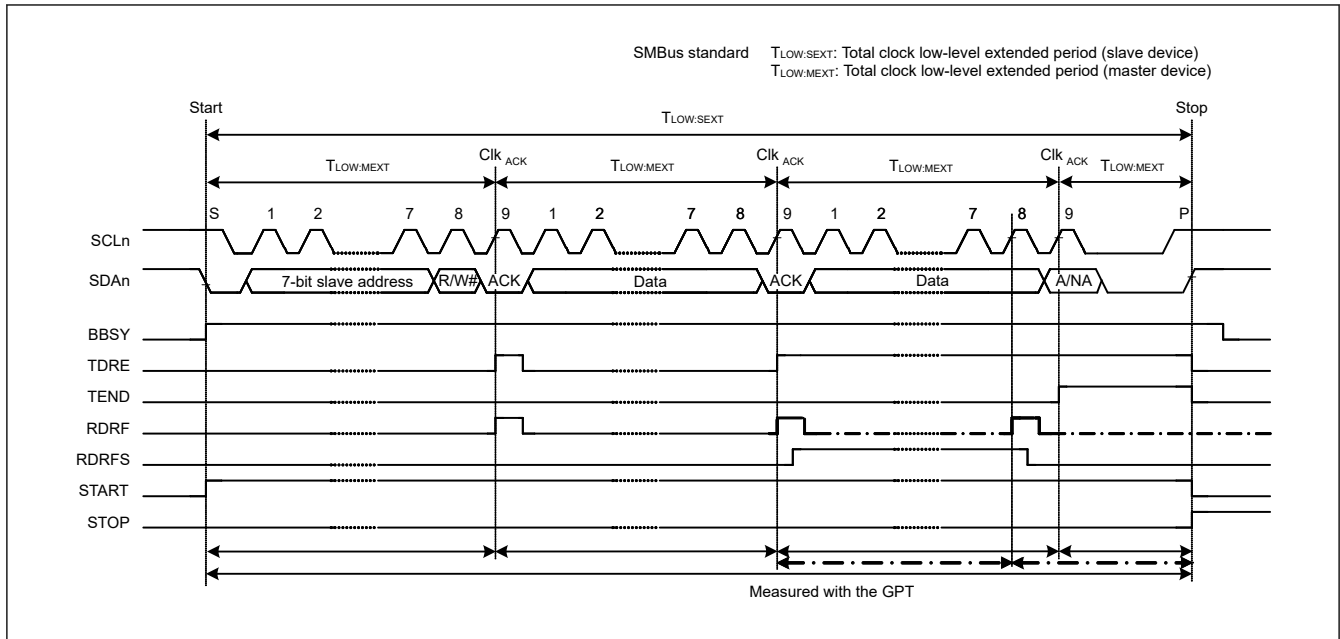 SMBus standard TLOW:SEXT: Total clock low-level extended period (slave device)
TLOW:MEXT: Total clock low-level extended period (master device)
Start Stop
TLOW:SEXT
Clk ACK Clk ACK Clk ACK
TLOW:MEXT TLOW:MEXT TLOW:MEXT TLOW:MEXT
S 1 2 7 8 9 1 2 7 8 9 1 2 7 8 9 P
SCLn
SDAn 7-bit slave address R/W# ACK Data ACK Data A/NA
BBSY
TDRE
TEND
RDRF
RDRFS
START
STOP
Measured with the GPT